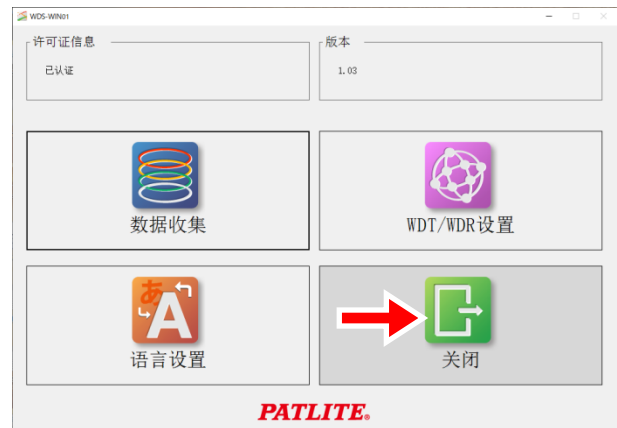 WDS-WIN01
许可证信息
版本
已认证
1.03
数据收集
WDT/WDR设置
あ
A
语言设置
关闭
PATLITE®